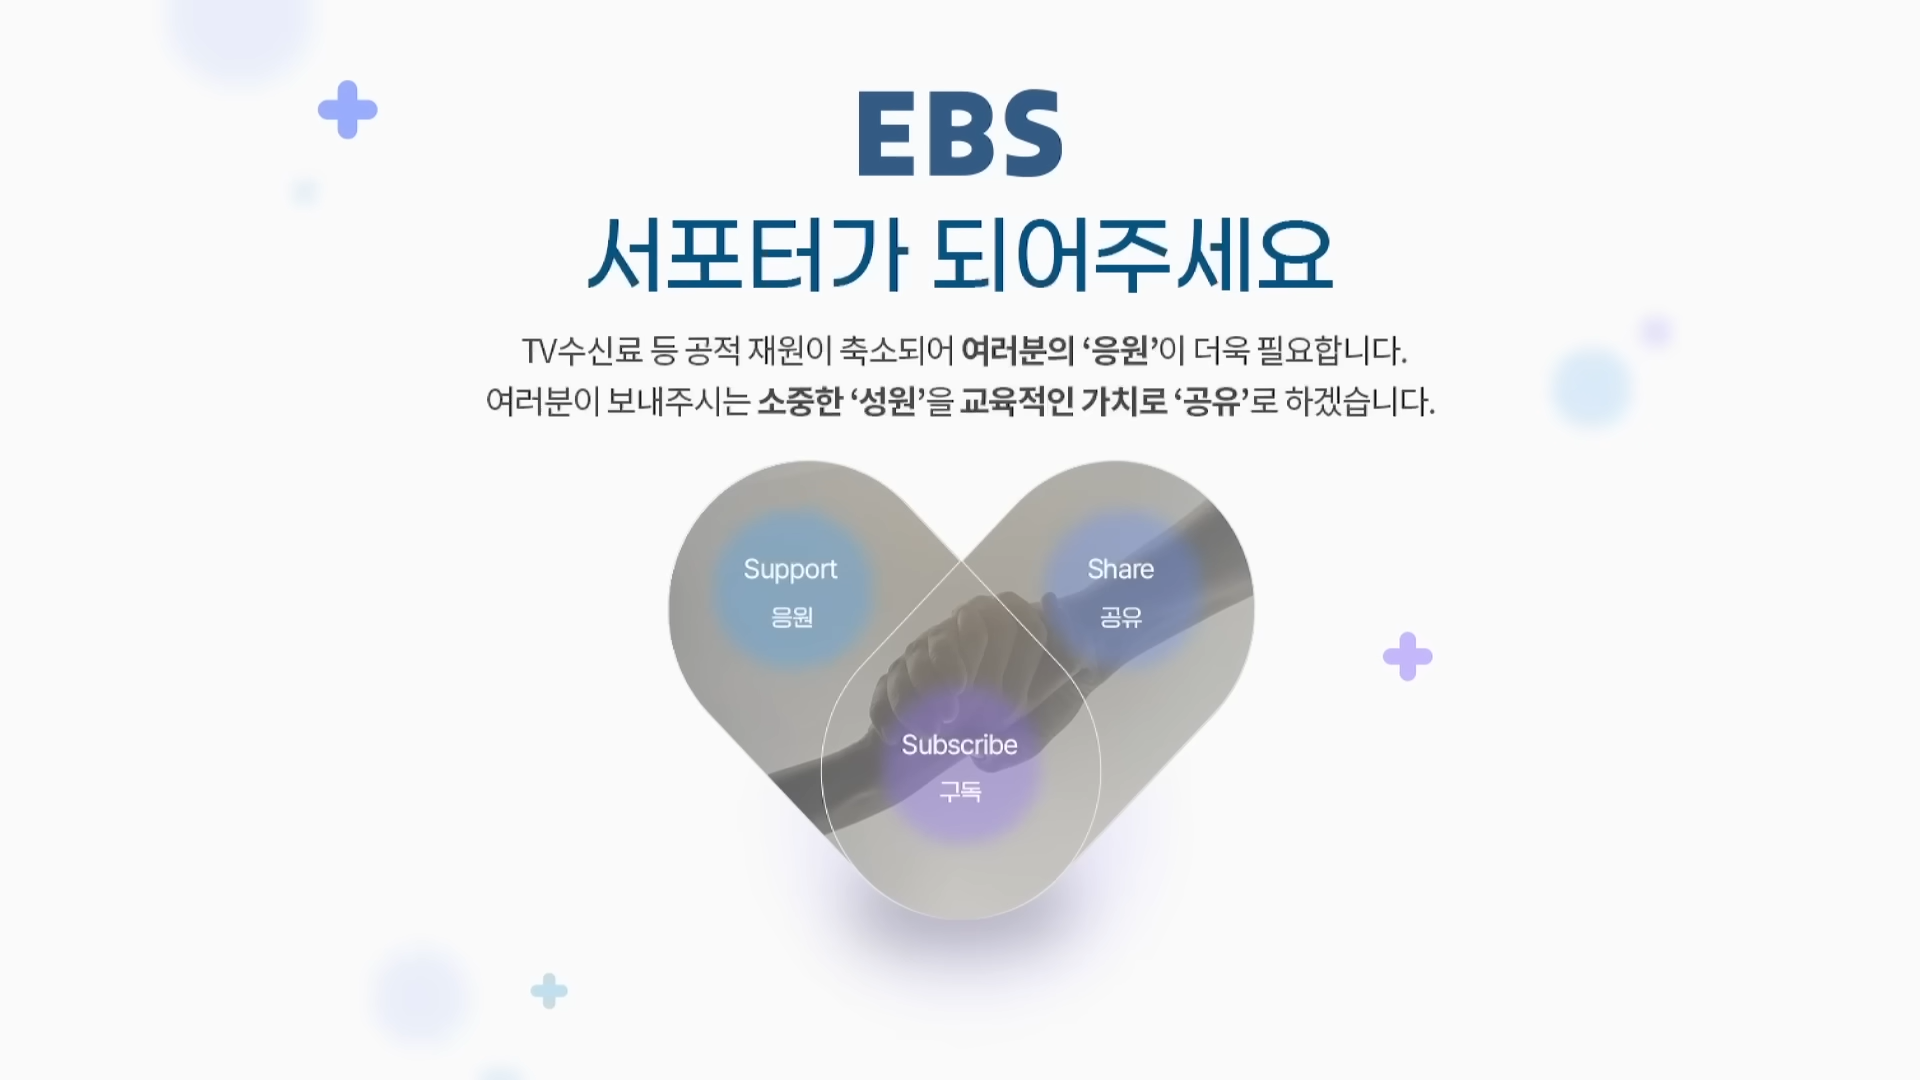 EBS
서포터가 되어주세요
TV수신료 등 공적 재원이 축소되어 여러분의 ‘응원’이 더욱 필요합니다.
여러분이 보내주시는 소중한 ‘성원’을 교육적인 가치로 ‘공유’로 하겠습니다.
Support
응원
Share
공유
Subscribe
구독